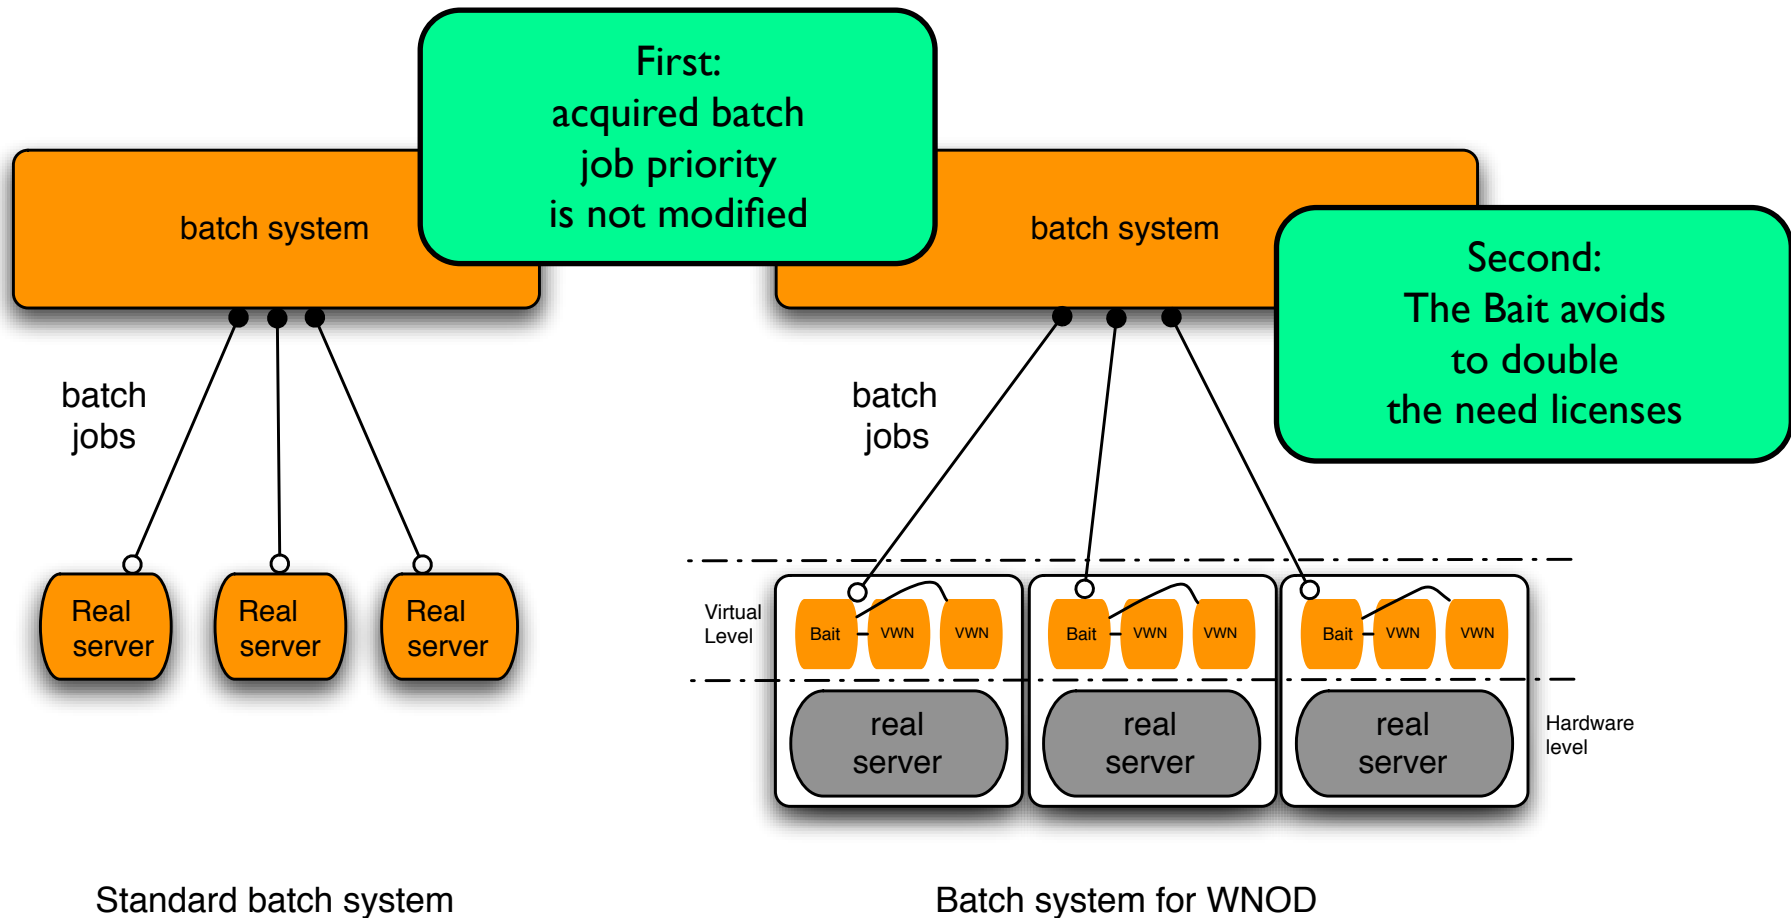 First:
acquired batch
job priority
is not modified
batch system
batch system
Second:
The Bait avoids
to double
the need licenses
batch
jobs
batch
jobs
Real
server
Real
server
Real
server
Virtual
Level
Bait
VWN
VWN
Bait
VWN
VWN
Bait
VWN
VWN
real
server
real
server
real
server
Hardware
level
Standard batch system
Batch system for WNOD